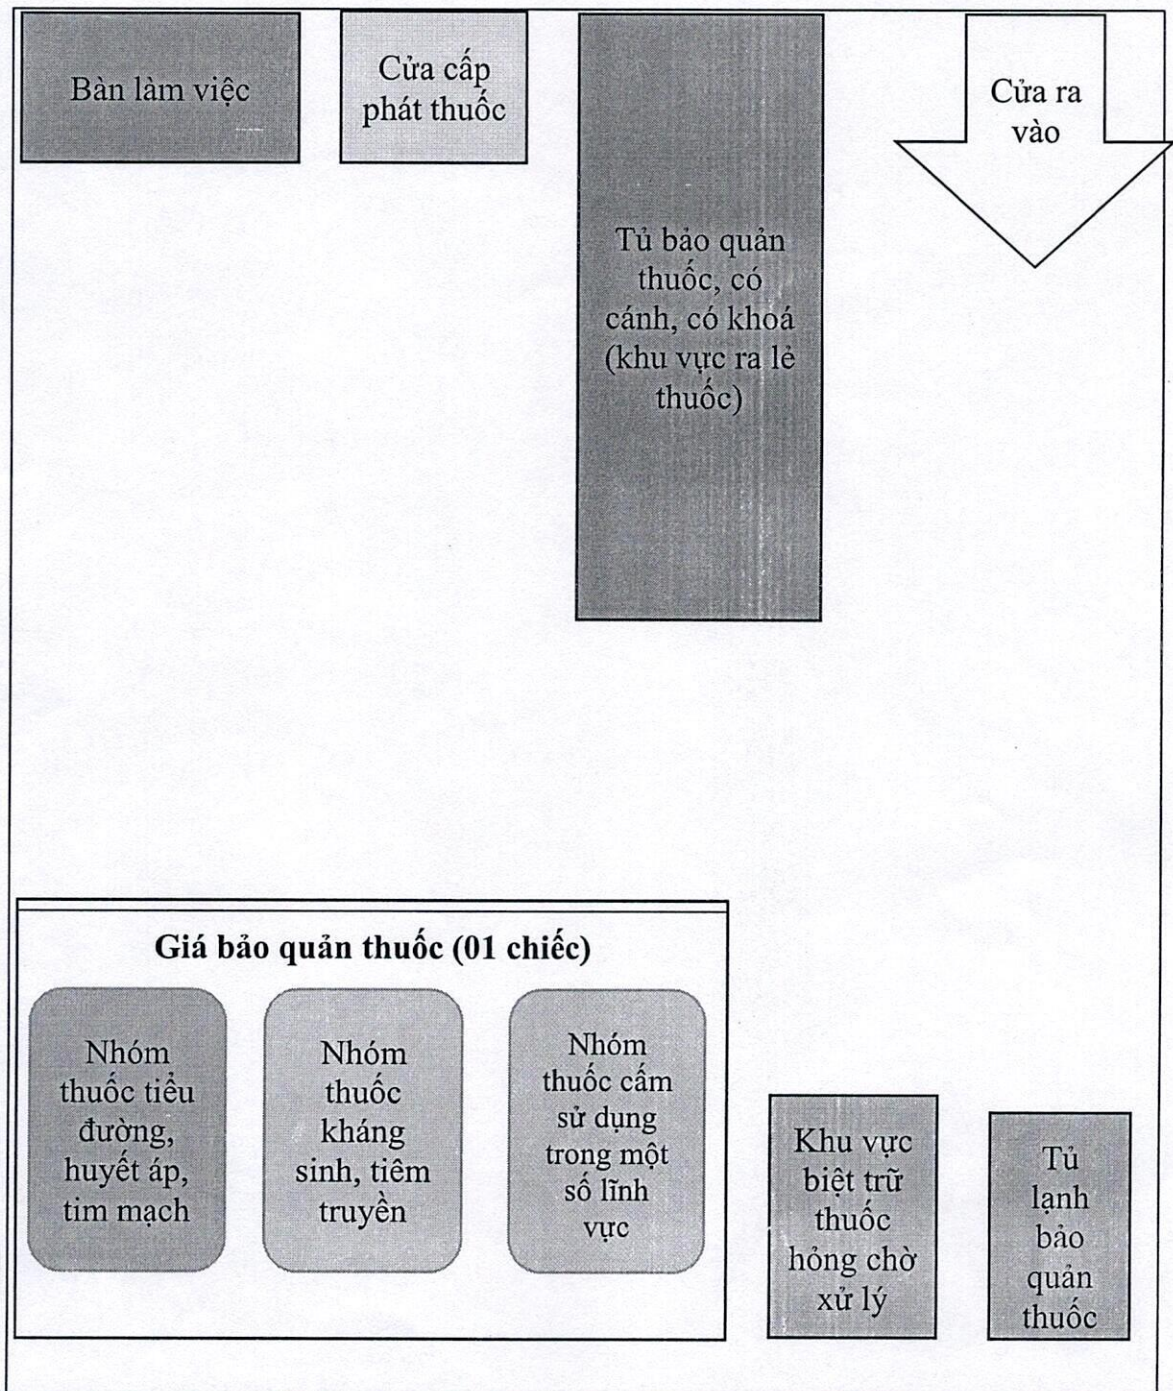 Bàn làm việc
Cửa cấp
phát thuốc
Tủ bảo quản
thuốc, có
cánh, có khoá
(khu vực ra lẻ
thuốc)
Cửa ra
vào
Giá bảo quản thuốc (01 chiếc)
Nhóm
thuốc tiểu
đường,
huyết áp,
tim mạch
Nhóm
thuốc
kháng
sinh, tiêm
truyền
Nhóm
thuốc cấm
sử dụng
trong một
số lĩnh
vực
Khu vực
biệt trữ
thuốc
hỏng chờ
xử lý
Tủ
lạnh
bảo
quản
thuốc